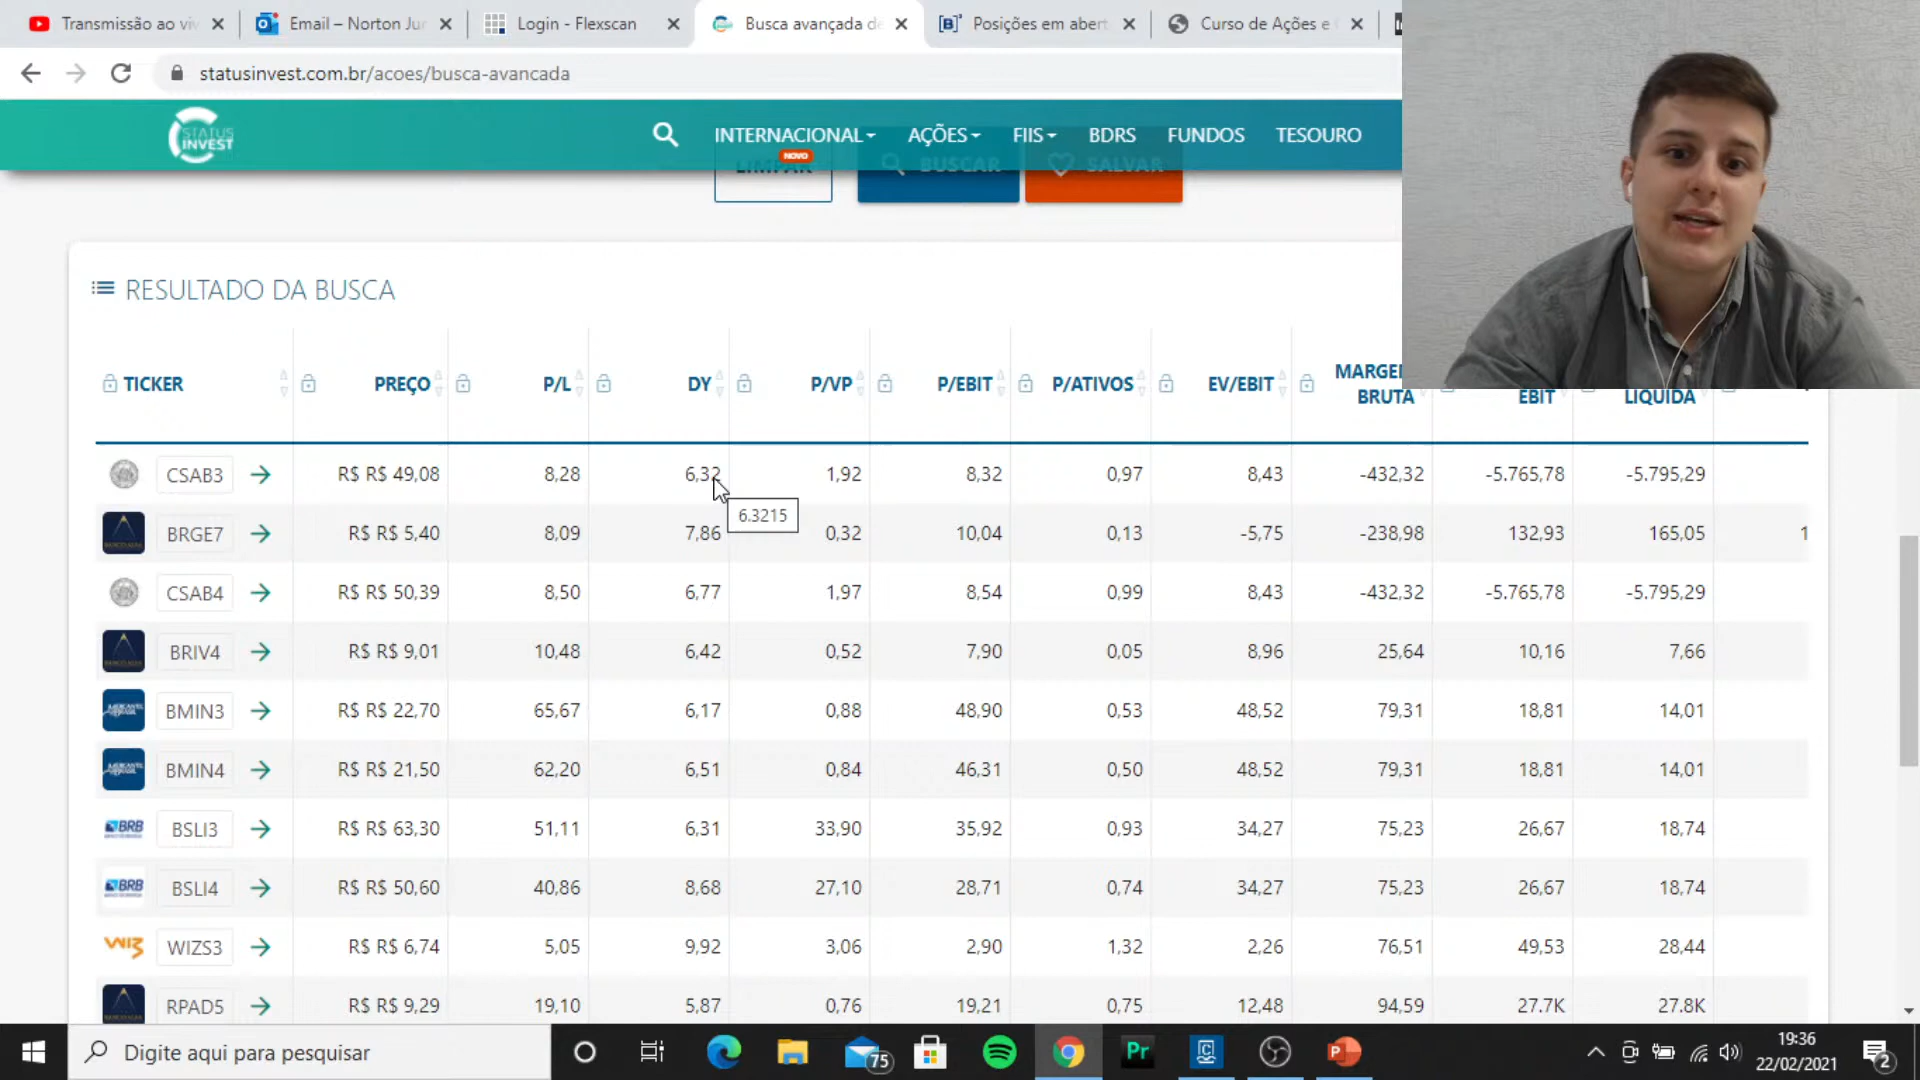 Transmissão ao viv
Email – Norton Jur
Login - Flexscan
Busca avançada de
Posições em abert
Curso de Ações e
statusinvest.com.br/acoes/busca-avancada
STATUS
INVEST
INTERNACIONAL
NOVO
AÇÕES
FIIS
BDRS
FUNDOS
TESOURO
LIMPAR
BUSCAR
SALVAR
RESULTADO DA BUSCA
TICKER PREÇO P/L DY P/VP P/EBIT P/ATIVOS EV/EBIT MARGEM BRUTA EBIT LIQUIDA
CSAB3 R$ R$ 49,08 8,28 6,32 1,92 8,32 0,97 8,43 -432,32 -5.765,78 -5.795,29
6.3215
BRGE7 R$ R$ 5,40 8,09 7,86 0,32 10,04 0,13 -5,75 -238,98 132,93 165,05 1
CSAB4 R$ R$ 50,39 8,50 6,77 1,97 8,54 0,99 8,43 -432,32 -5.765,78 -5.795,29
BRIV4 R$ R$ 9,01 10,48 6,42 0,52 7,90 0,05 8,96 25,64 10,16 7,66
BMIN3 R$ R$ 22,70 65,67 6,17 0,88 48,90 0,53 48,52 79,31 18,81 14,01
BMIN4 R$ R$ 21,50 62,20 6,51 0,84 46,31 0,50 48,52 79,31 18,81 14,01
BRB BSLI3 R$ R$ 63,30 51,11 6,31 33,90 35,92 0,93 34,27 75,23 26,67 18,74
BRB BSLI4 R$ R$ 50,60 40,86 8,68 27,10 28,71 0,74 34,27 75,23 26,67 18,74
WIZ WIZS3 R$ R$ 6,74 5,05 9,92 3,06 2,90 1,32 2,26 76,51 49,53 28,44
RPAD5 R$ R$ 9,29 19,10 5,87 0,76 19,21 0,75 12,48 94,59 27.7K 27.8K
Digite aqui para pesquisar
75
Pr
19:36
22/02/2021
2